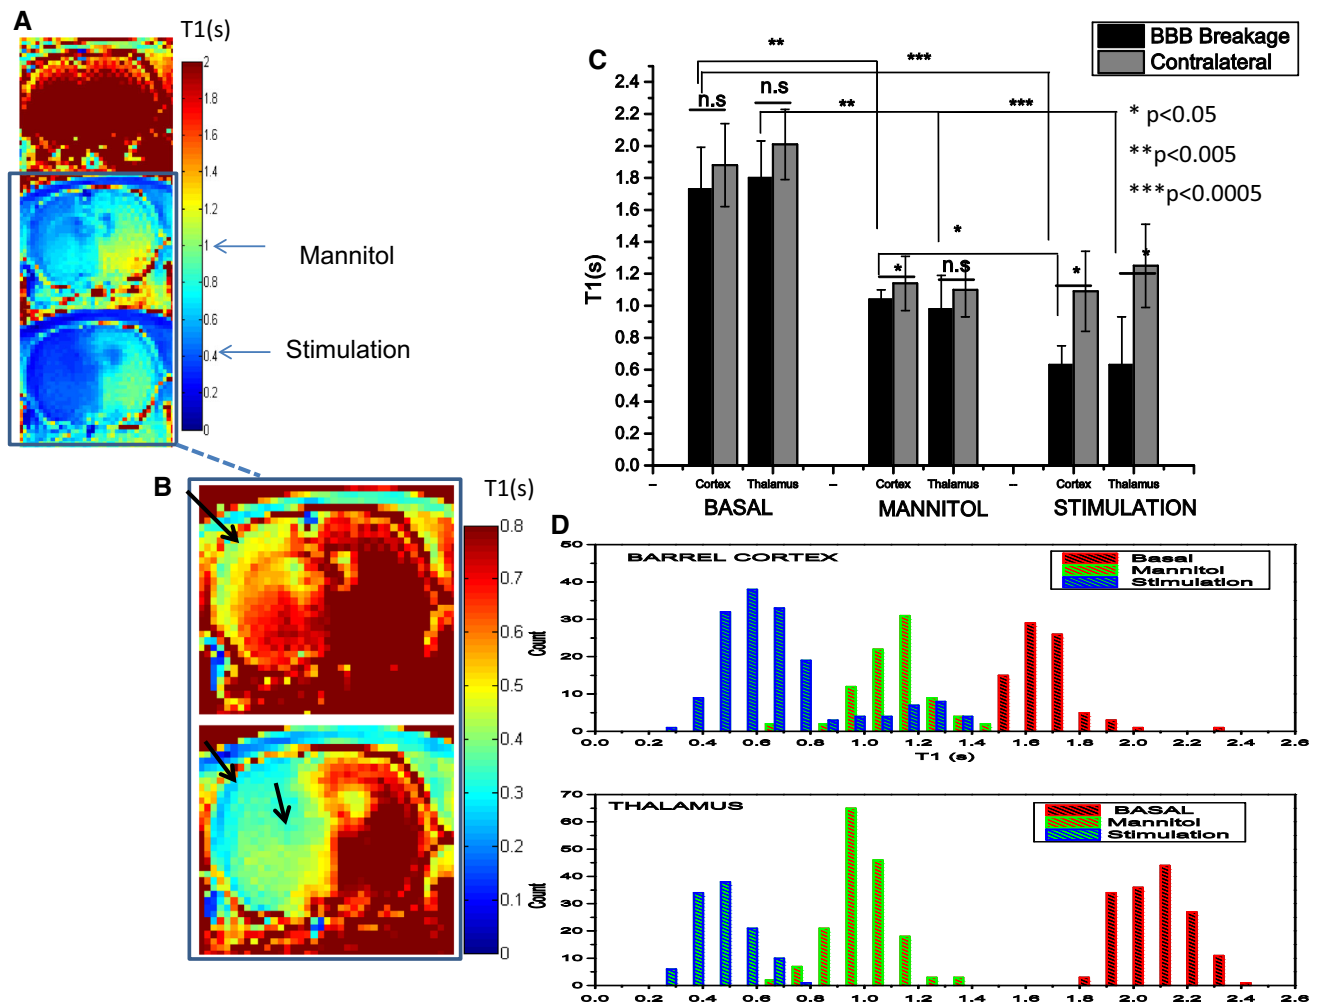 A
T1(s)
2
1.8
1.6
1.4
1.2
1
0.8
0.6
0.4
0.2
0
Mannitol
Stimulation
B
T1(s)
0.8
0.7
0.6
0.5
0.4
0.3
0.2
0.1
0
C
BBB Breakage
Contralateral
* p<0.05
**p<0.005
***p<0.0005
** ***
n.s n.s ** ***
* n.s * * *
T1(s)
2.4
2.2
2.0
1.8
1.6
1.4
1.2
1.0
0.8
0.6
0.4
0.2
0.0
– Cortex Thalamus – Cortex Thalamus – Cortex Thalamus
BASAL MANNITOL STIMULATION
D
BARREL CORTEX
Basal
Mannitol
Stimulation
Count
50
40
30
20
10
0
0.0 0.2 0.4 0.6 0.8 1.0 1.2 1.4 1.6 1.8 2.0 2.2 2.4 2.6
T1 (s)
THALAMUS
BASAL
Mannitol
Stimulation
Count
70
60
50
40
30
20
10
0
0.0 0.2 0.4 0.6 0.8 1.0 1.2 1.4 1.6 1.8 2.0 2.2 2.4 2.6